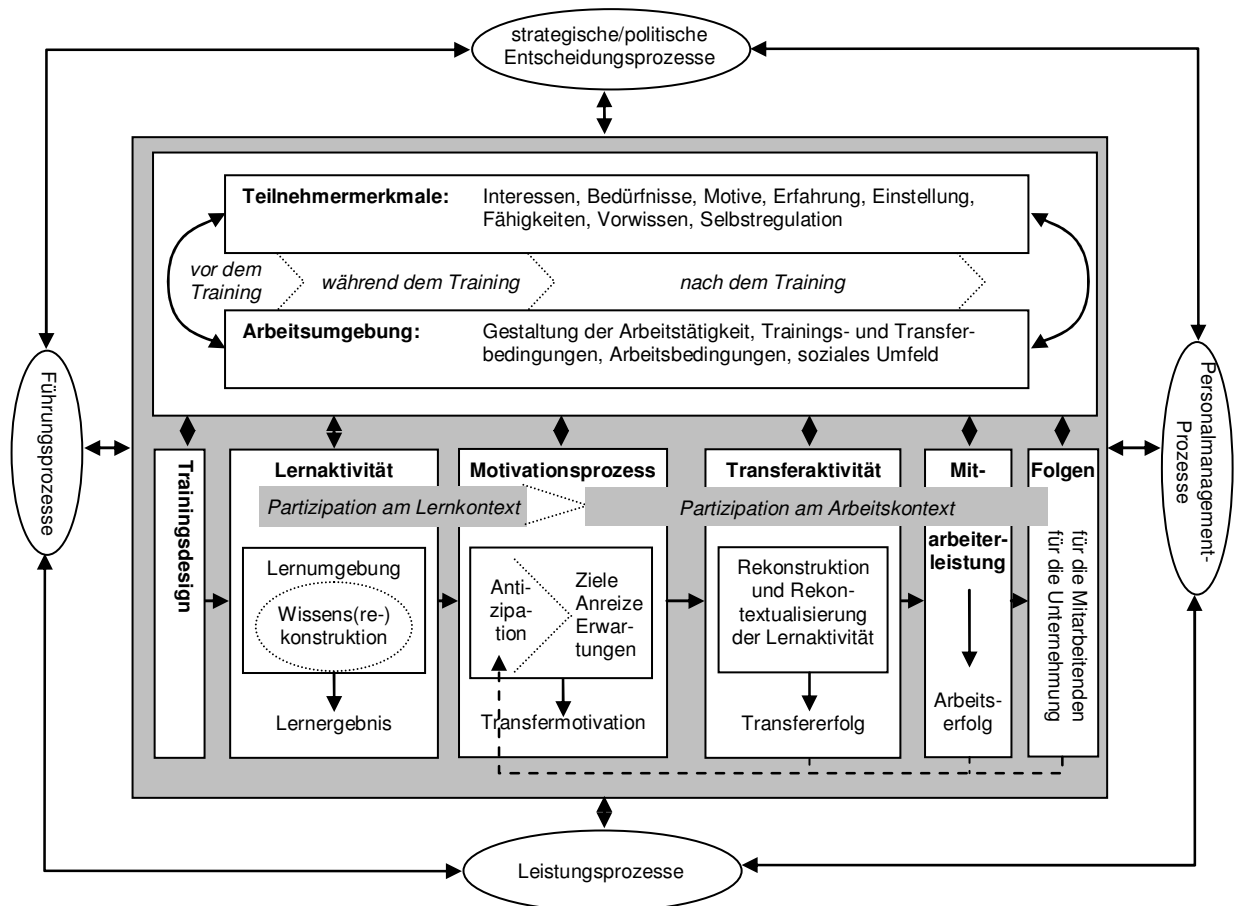 strategische/politische
Entscheidungsprozesse
Teilnehmermerkmale: Interessen, Bedürfnisse, Motive, Erfahrung, Einstellung,
Fähigkeiten, Vorwissen, Selbstregulation
vor dem
Training
während dem Training
nach dem Training
Arbeitsumgebung: Gestaltung der Arbeitstätigkeit, Trainings- und Transfer-
bedingungen, Arbeitsbedingungen, soziales Umfeld
Führungsprozesse
Personalmanagement-
Prozesse
Trainingsdesign
Lernaktivität
Motivationsprozess
Transferaktivität
Mit-
arbeiter-
leistung
Folgen
Partizipation am Lernkontext
Partizipation am Arbeitskontext
Lernumgebung
Wissens(re-)
konstruktion
Lernergebnis
Anti-
zipa-
tion
Ziele
Anreize
Erwar-
tungen
Transfermotivation
Rekonstruktion
und Rekon-
textualisierung
der Lernaktivität
Transfererfolg
Arbeits-
erfolg
für die Mitarbeitenden
für die Unternehmung
Leistungsprozesse